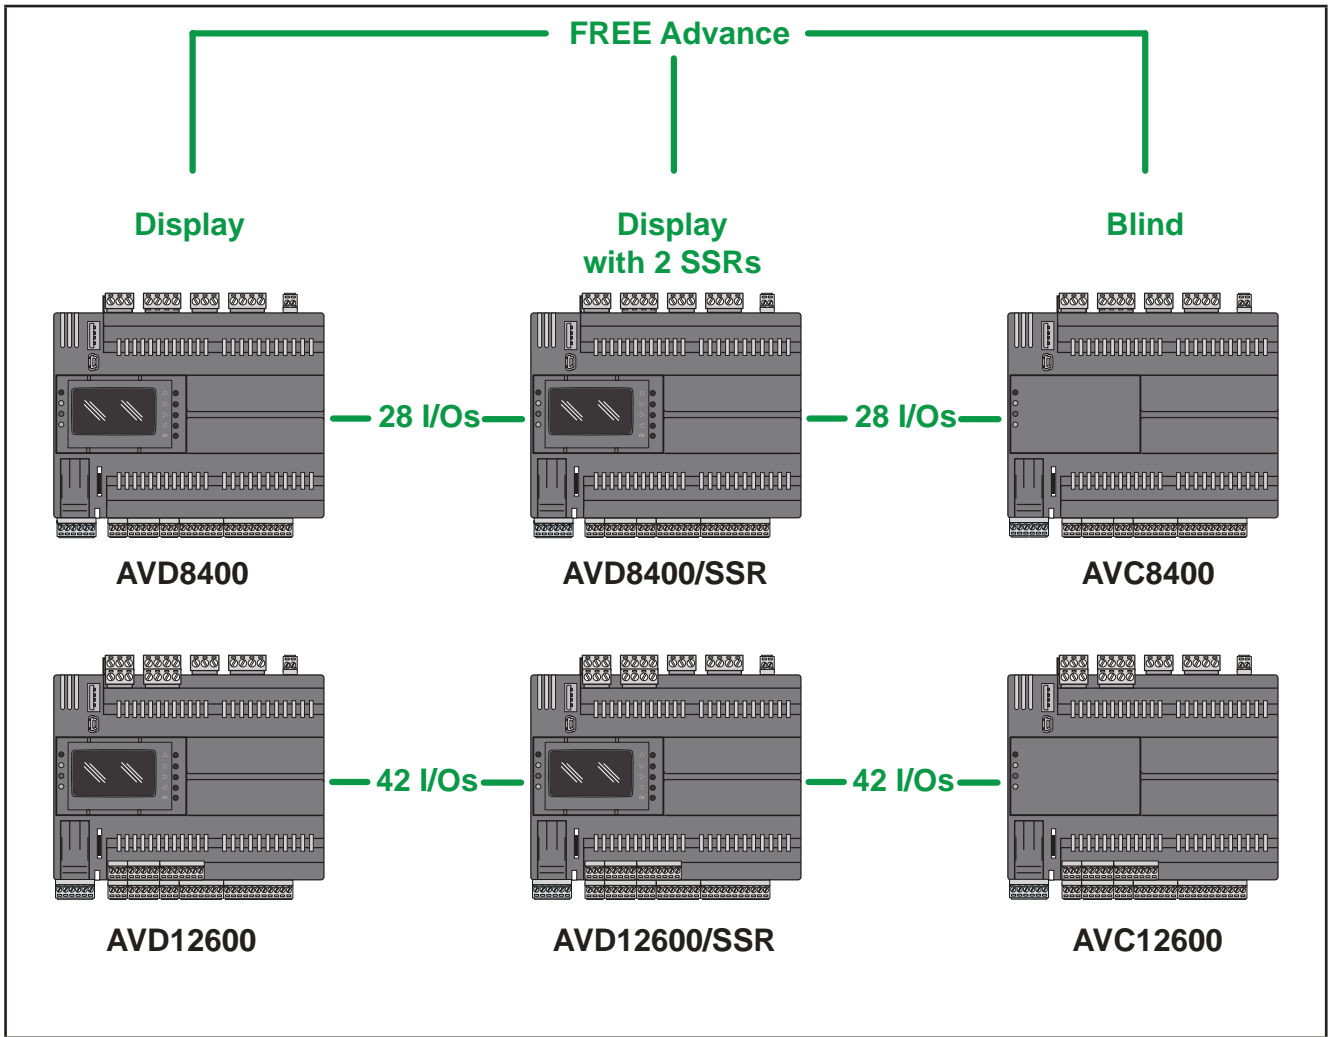 FREE Advance
Display
Display
with 2 SSRs
Blind
28 I/Os
28 I/Os
AVD8400
AVD8400/SSR
AVC8400
42 I/Os
42 I/Os
AVD12600
AVD12600/SSR
AVC12600